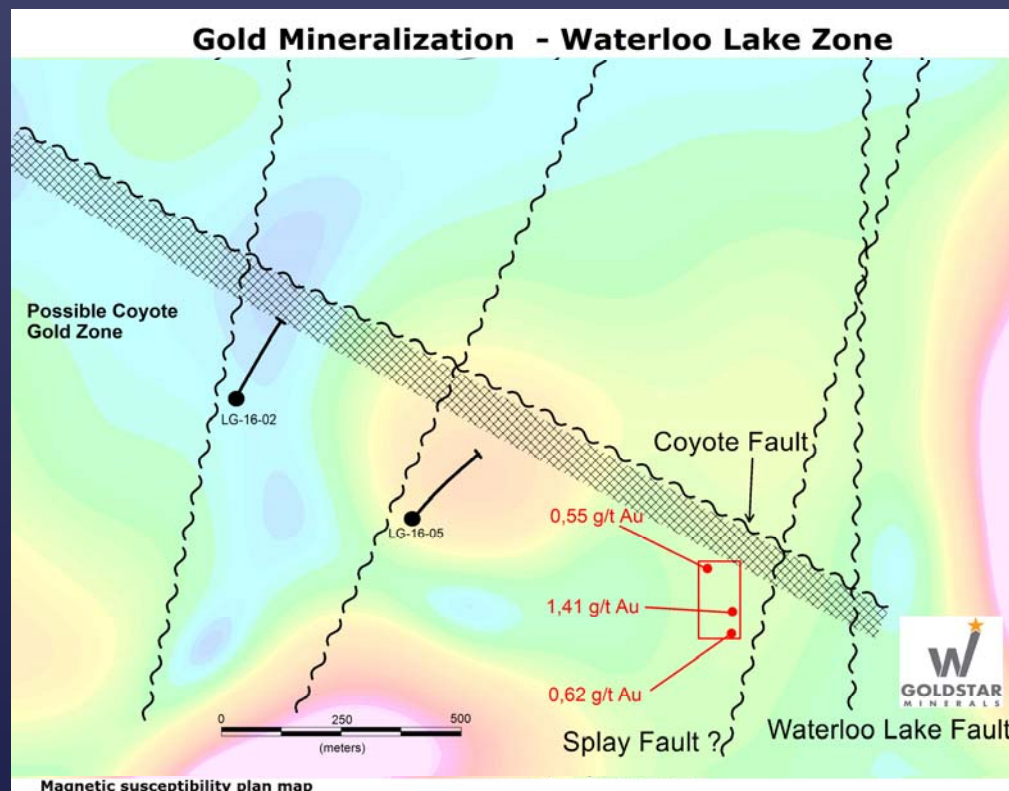 Gold Mineralization - Waterloo Lake Zone
Possible Coyote
Gold Zone
LG-16-02
LG-16-05
Coyote Fault
0,55 g/t Au
1,41 g/t Au
0,62 g/t Au
GOLDSTAR
MINERALS
Splay Fault ?
Waterloo Lake Fault
0 250 500
(meters)
Magnetic susceptibility plan map